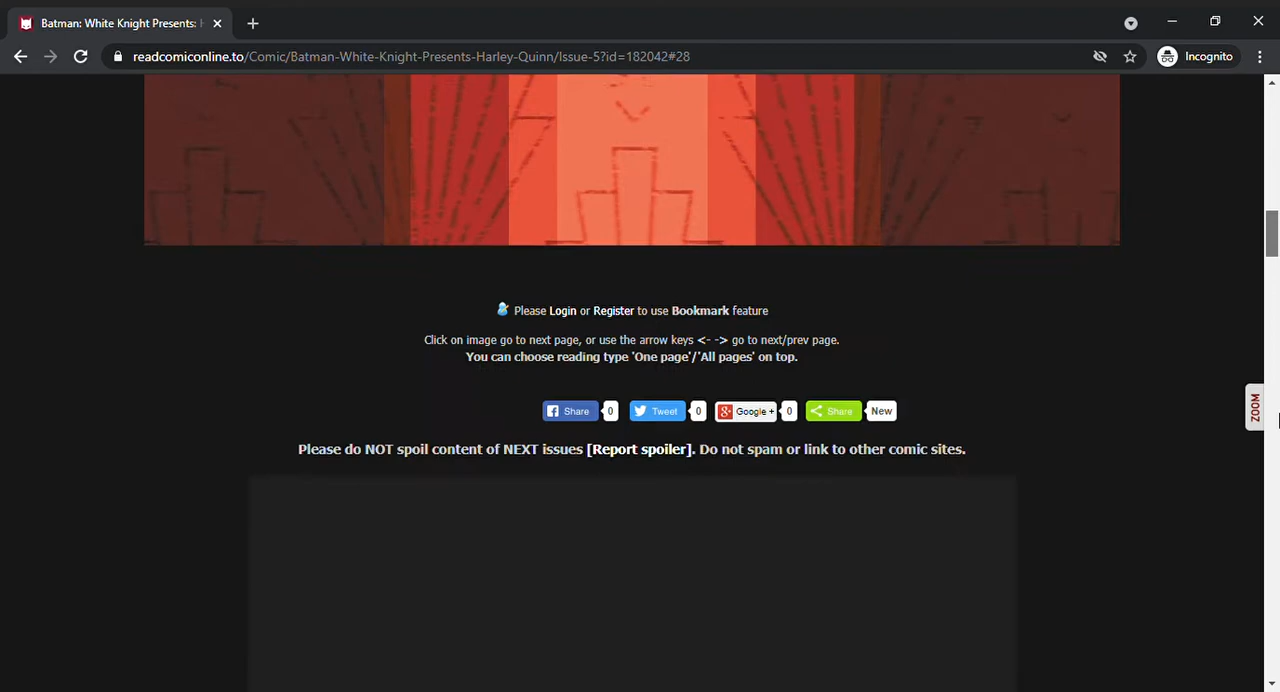 Batman: White Knight Presents:
readcomiconline.to/Comic/Batman-White-Knight-Presents-Harley-Quinn/Issue-5?id=182042#28
Incognito
Please Login or Register to use Bookmark feature
Click on image go to next page, or use the arrow keys <- -> go to next/prev page.
You can choose reading type 'One page'/'All pages' on top.
Share 0 Tweet 0 Google + 0 Share New
ZOOM
Please do NOT spoil content of NEXT issues [Report spoiler]. Do not spam or link to other comic sites.